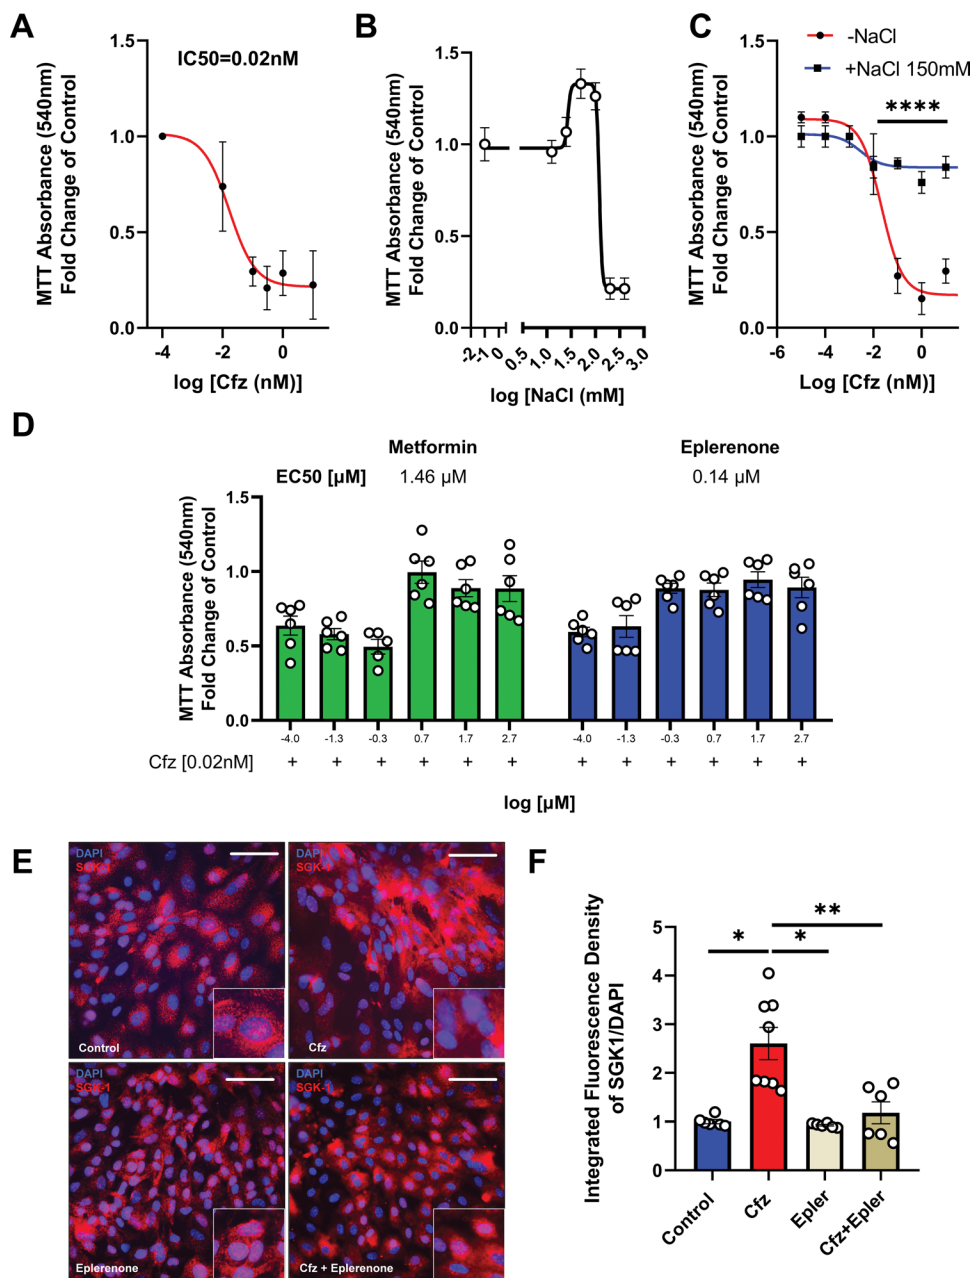 A
1.5
1.0
0.5
0.0
IC50=0.02nM
MTT Absorbance (540nm)
Fold Change of Control
-4
-2
0
log [Cfz (nM)]
B
1.5
1.0
0.5
0.0
MTT Absorbance (540nm)
Fold Change of Control
-2
-1
0
0.5
1.0
1.5
2.0
2.5
3.0
log [NaCl (mM)
C
-NaCl
+NaCl 150mM
****
1.5
1.0
0.5
0.0
MTT Absorbance (540nm)
Fold Change of Control
-6
-4
-2
0
Log [Cfz (nM)]
D
Metformin
Eplerenone
EC50 [µM]
1.46 µM
0.14 µM
1.5
1.0
0.5
0.0
MTT Absorbance (540nm)
Fold Change of Control
-4.0 -1.3 -0.3 0.7 1.7 2.7 -4.0 -1.3 -0.3 0.7 1.7 2.7
Cfz [0.02nM] + + + + + + + + + + + +
log [µM]
E
DAPI
SGK-1
Control
DAPI
SGK-1
Cfz
DAPI
SGK-1
Eplerenone
DAPI
SGK-1
Cfz + Eplerenone
F
*
*
**
5
4
3
2
1
0
Integrated Fluorescence Density
of SGK1/DAPI
Control
Cfz
Epler
Cfz+Epler